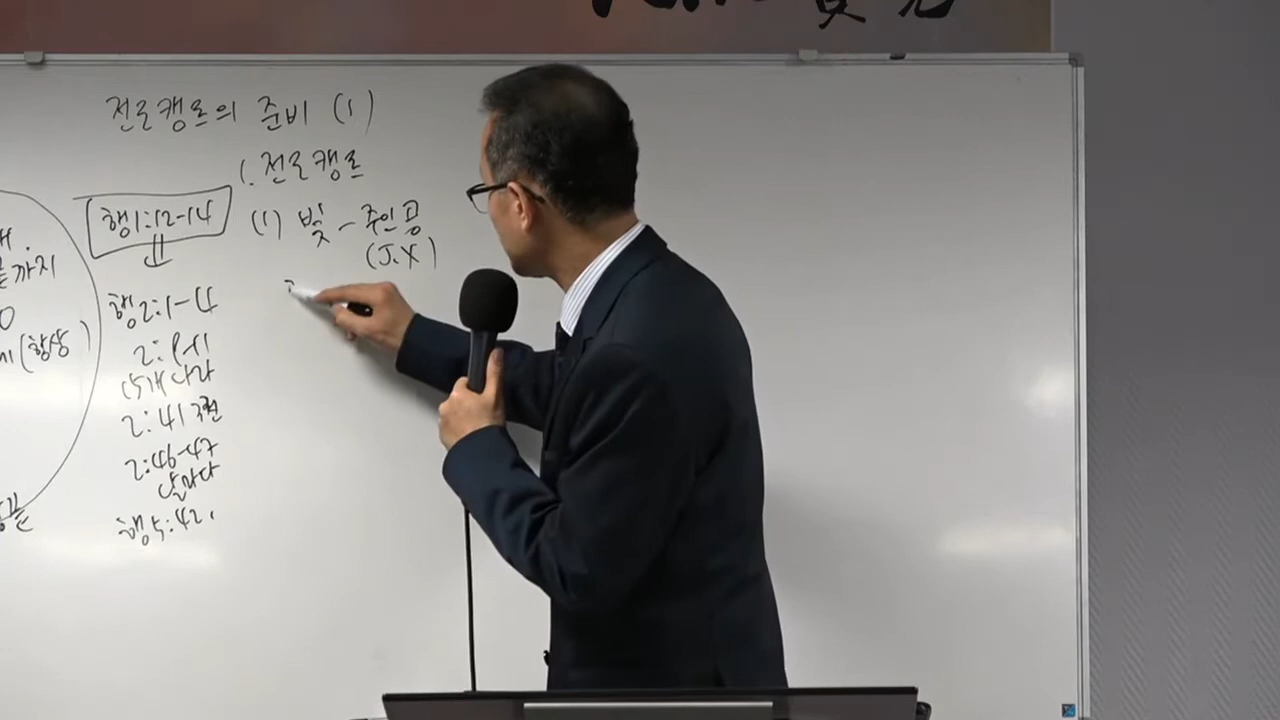 전도캠프의 준비 (1)
1. 전도캠프
행1:12-14
(1) 빛 - 주인공
(J.X)
행2:1-4
2:9-11
15개 나라
2:41 3천
2:46-47
날마다
행5:42.
까지
(항상)